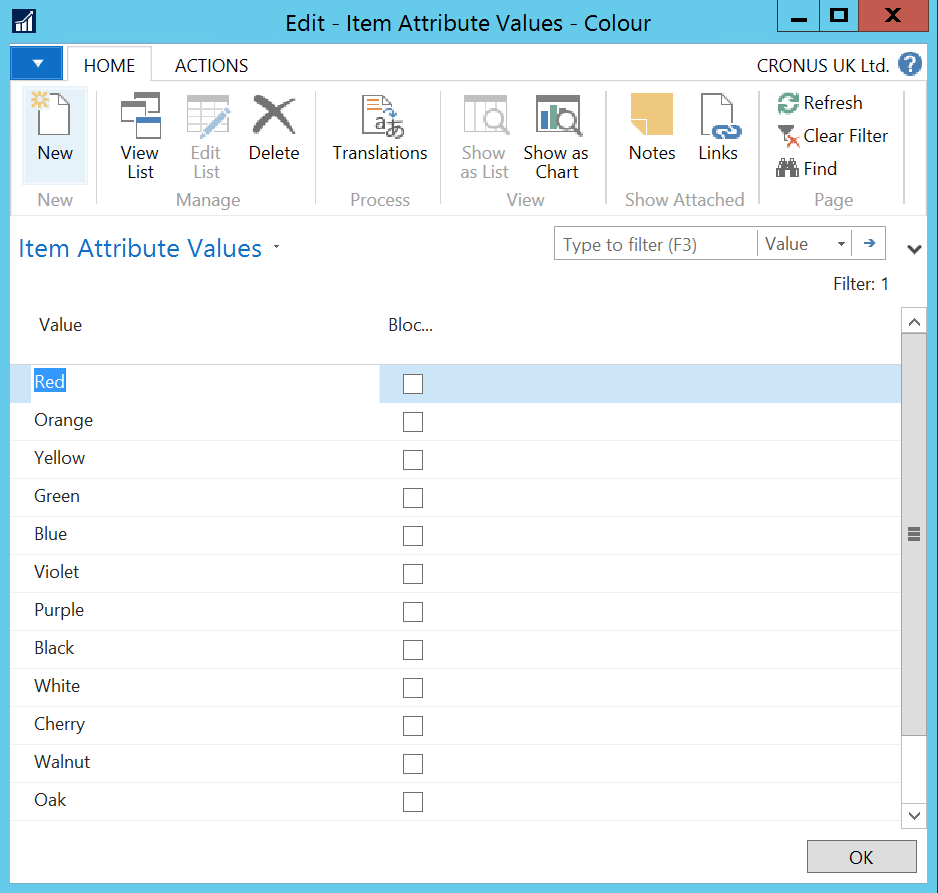 Edit - Item Attribute Values - Colour
HOME ACTIONS CRONUS UK Ltd. ?
New
View List
Edit List
Delete
Translations
Show as List
Show as Chart
Notes
Links
Refresh
Clear Filter
Find
New Manage Process View Show Attached Page
Item Attribute Values
Type to filter (F3) Value
Filter: 1
Value Bloc...
Red
Orange
Yellow
Green
Blue
Violet
Purple
Black
White
Cherry
Walnut
Oak
OK